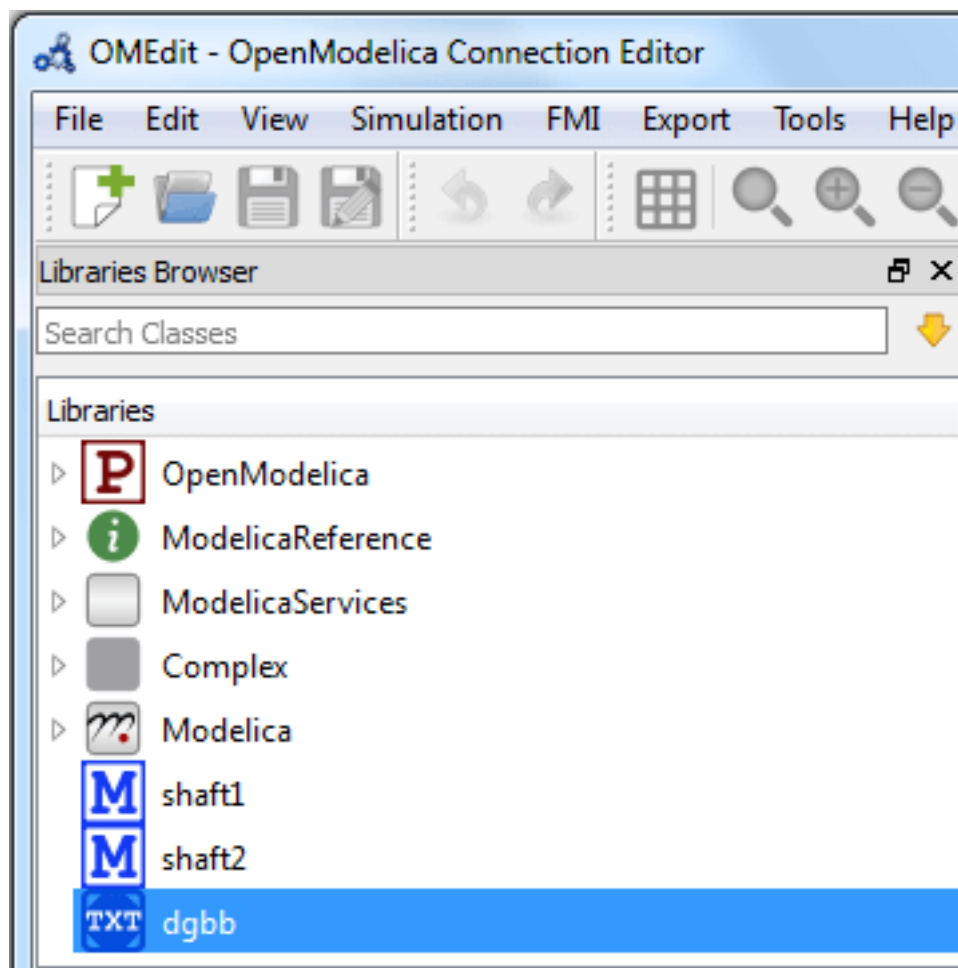 OMEdit - OpenModelica Connection Editor
File Edit View Simulation FMI Export Tools Help
Libraries Browser
Search Classes
Libraries
P OpenModelica
i ModelicaReference
ModelicaServices
Complex
m Modelica
M shaft1
M shaft2
TXT dgbb